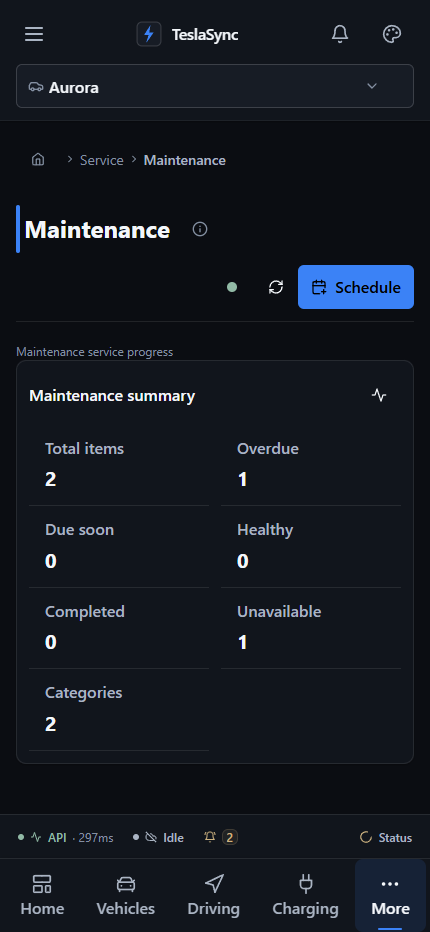 TeslaSync
Aurora
Service
Maintenance
Maintenance
Schedule
Maintenance service progress
Maintenance summary
Total items
2
Overdue
1
Due soon
0
Healthy
0
Completed
0
Unavailable
1
Categories
2
API · 297ms
Idle
2
Status
Home
Vehicles
Driving
Charging
More